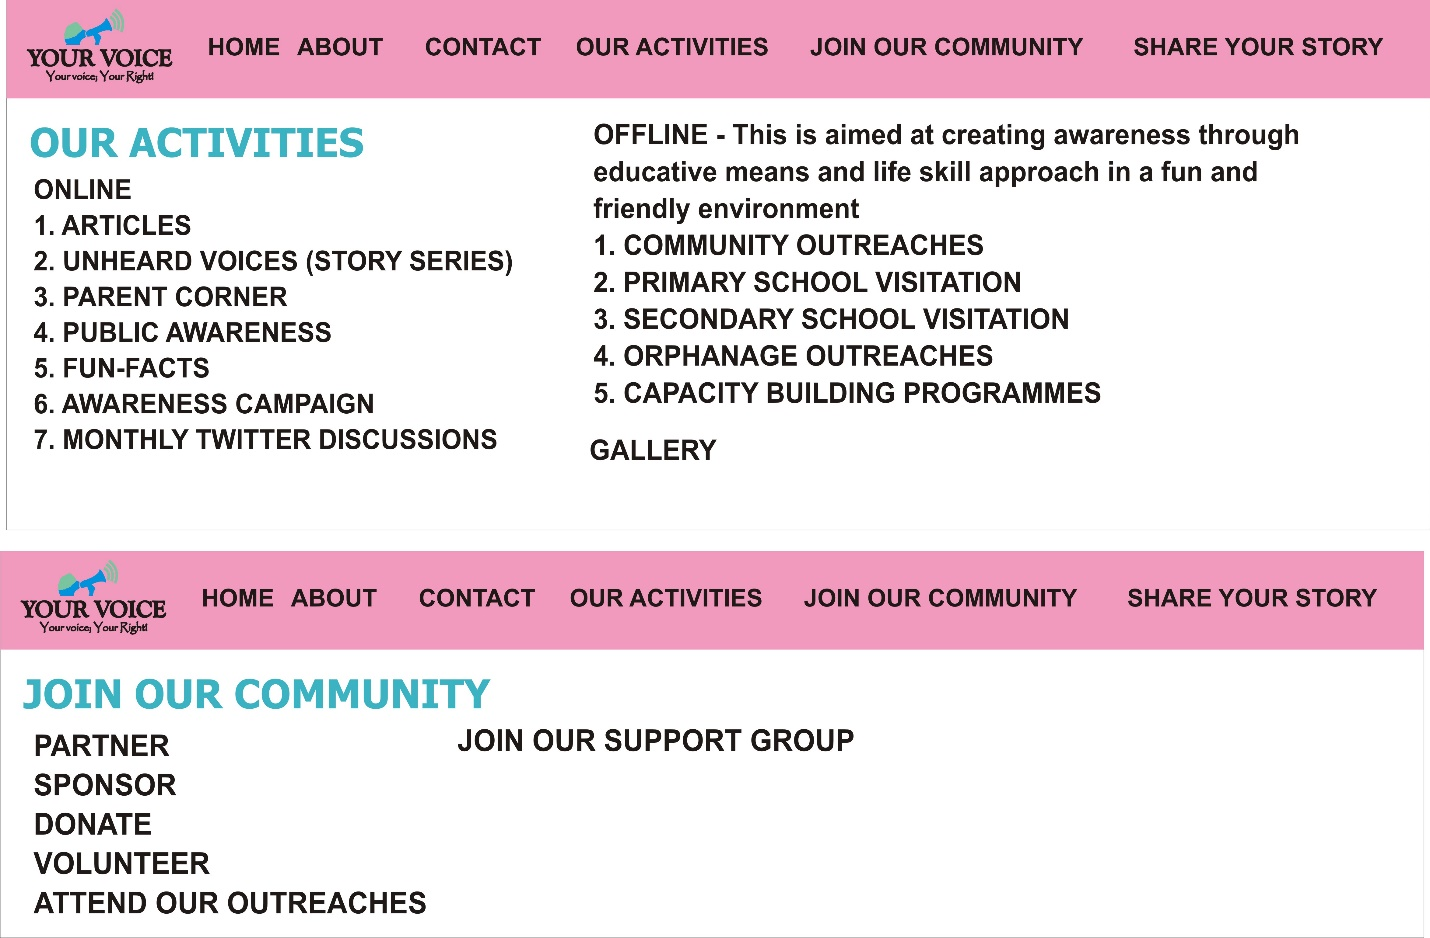 YOUR VOICE
Your voice; Your Right!
HOME ABOUT CONTACT OUR ACTIVITIES JOIN OUR COMMUNITY SHARE YOUR STORY
OUR ACTIVITIES
ONLINE
1. ARTICLES
2. UNHEARD VOICES (STORY SERIES)
3. PARENT CORNER
4. PUBLIC AWARENESS
5. FUN-FACTS
6. AWARENESS CAMPAIGN
7. MONTHLY TWITTER DISCUSSIONS
OFFLINE - This is aimed at creating awareness through
educative means and life skill approach in a fun and
friendly environment
1. COMMUNITY OUTREACHES
2. PRIMARY SCHOOL VISITATION
3. SECONDARY SCHOOL VISITATION
4. ORPHANAGE OUTREACHES
5. CAPACITY BUILDING PROGRAMMES
GALLERY
YOUR VOICE
Your voice; Your Right!
HOME ABOUT CONTACT OUR ACTIVITIES JOIN OUR COMMUNITY SHARE YOUR STORY
JOIN OUR COMMUNITY
PARTNER
SPONSOR
DONATE
VOLUNTEER
ATTEND OUR OUTREACHES
JOIN OUR SUPPORT GROUP